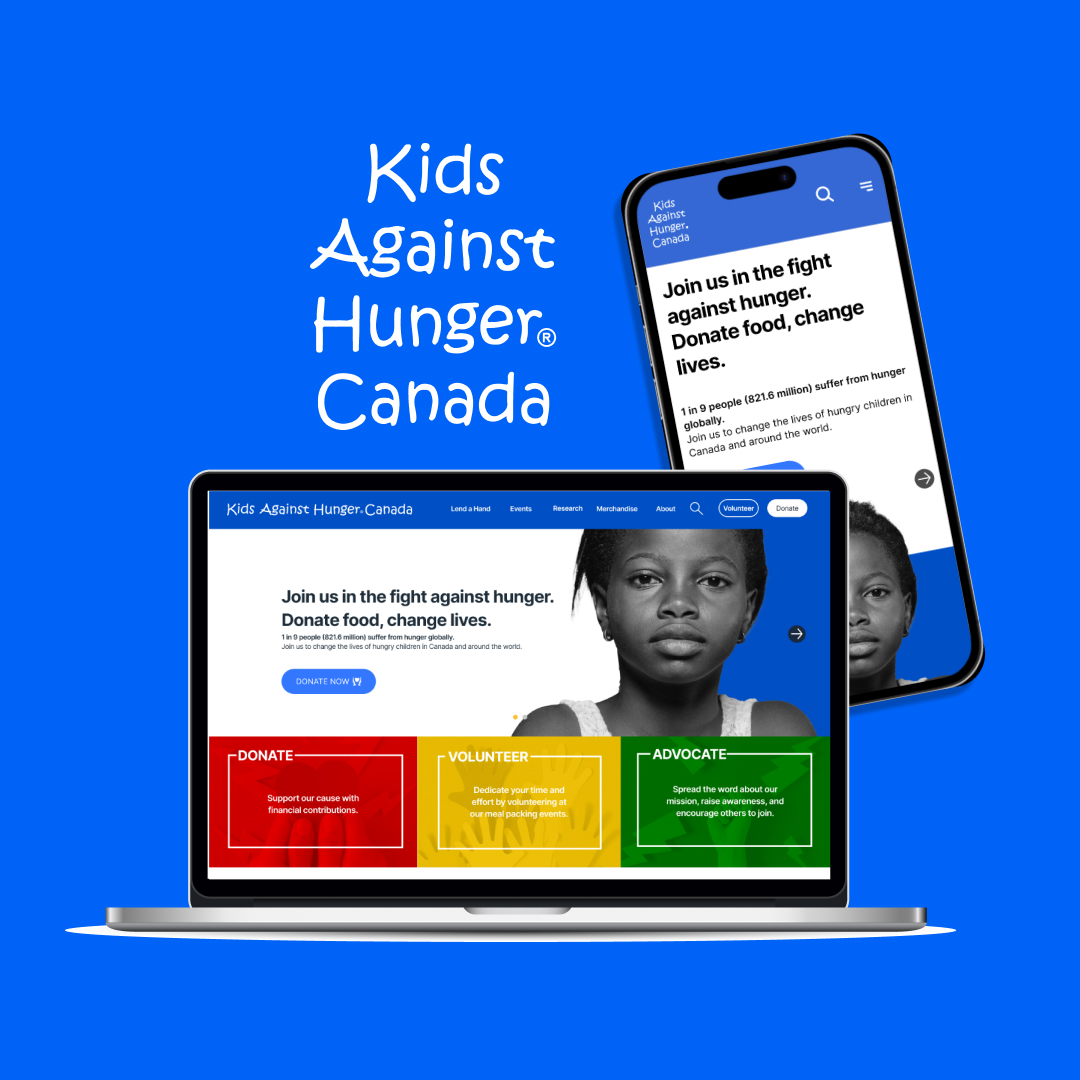 Kids
Against
Hunger®
Canada
Kids
Against
Hunger®
Canada
Join us in the fight
against hunger.
Donate food, change
lives.
1 in 9 people (821.6 million) suffer from hunger
globally.
Join us to change the lives of hungry children in
Canada and around the world.
Kids Against Hunger® Canada
Lend a Hand
Events
Research
Merchandise
About
Volunteer
Donate
Join us in the fight against hunger.
Donate food, change lives.
1 in 9 people (821.6 million) suffer from hunger globally.
Join us to change the lives of hungry children in Canada and around the world.
DONATE NOW
DONATE
Support our cause with
financial contributions.
VOLUNTEER
Dedicate your time and
effort by volunteering at
our meal packing events.
ADVOCATE
Spread the word about our
mission, raise awareness, and
encourage others to join.